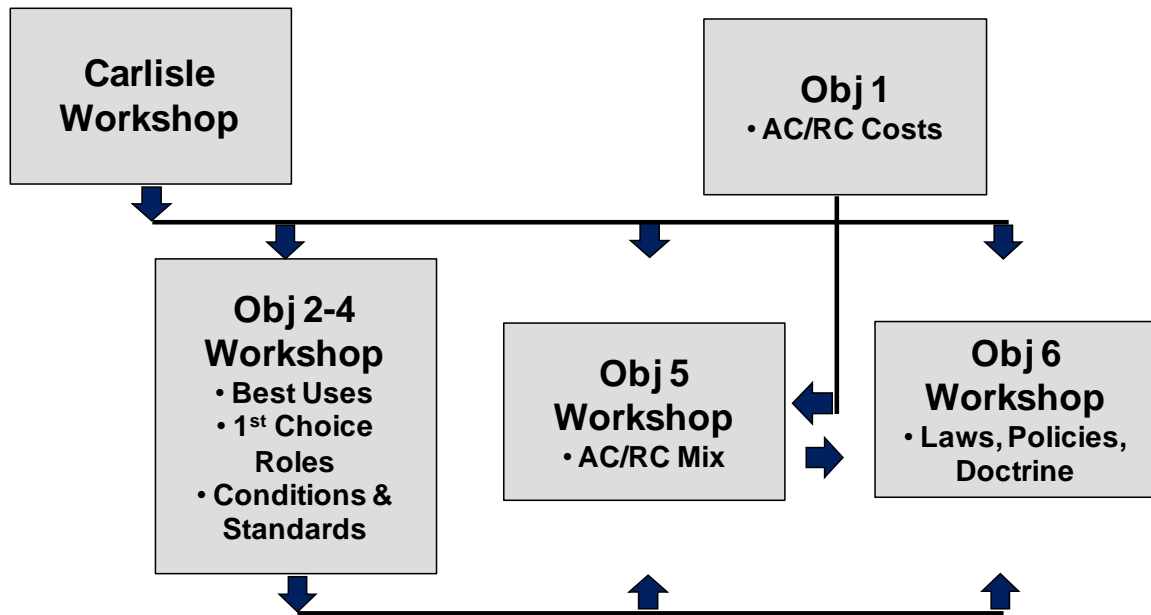 Carlisle
Workshop
Obj 1
• AC/RC Costs
Obj 2-4
Workshop
• Best Uses
• 1st Choice
Roles
• Conditions &
Standards
Obj 5
Workshop
• AC/RC Mix
Obj 6
Workshop
• Laws, Policies,
Doctrine